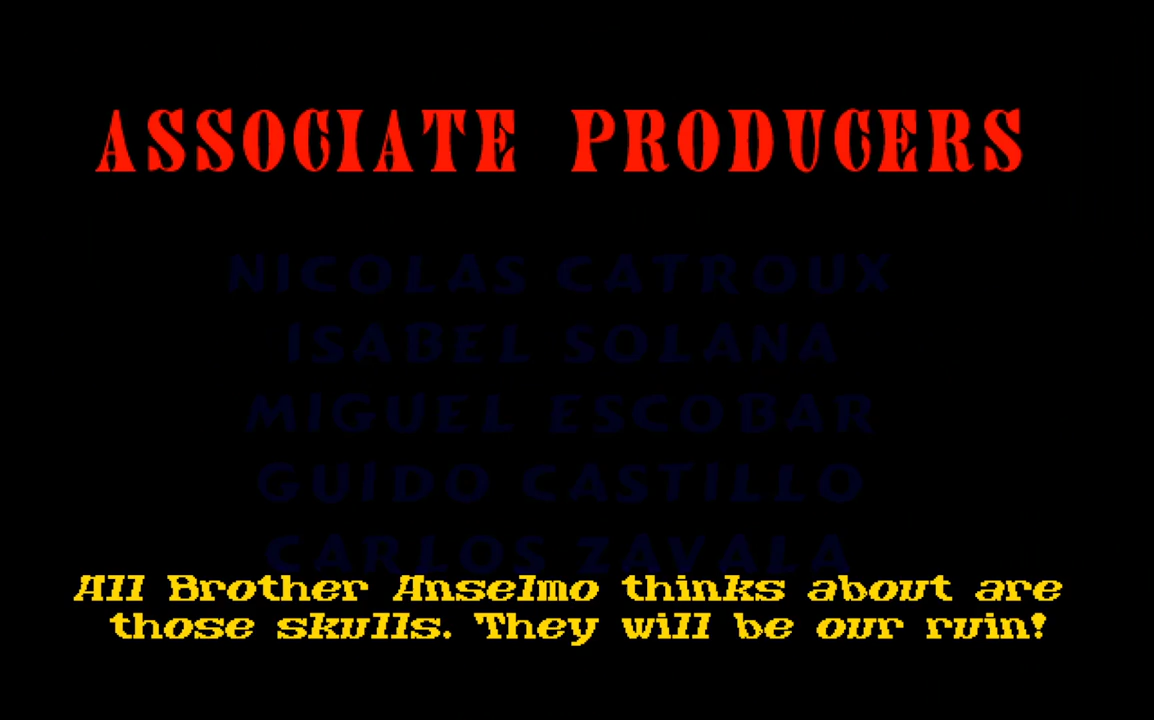 ASSOCIATE PRODUCERS
NICOLAS CATROUX
ISABEL SOLANA
MIGUEL ESCOBAR
GUIDO CASTILLO
CARLOS ZAVALA
All Brother Anselmo thinks about are
those skulls. They will be our ruin!